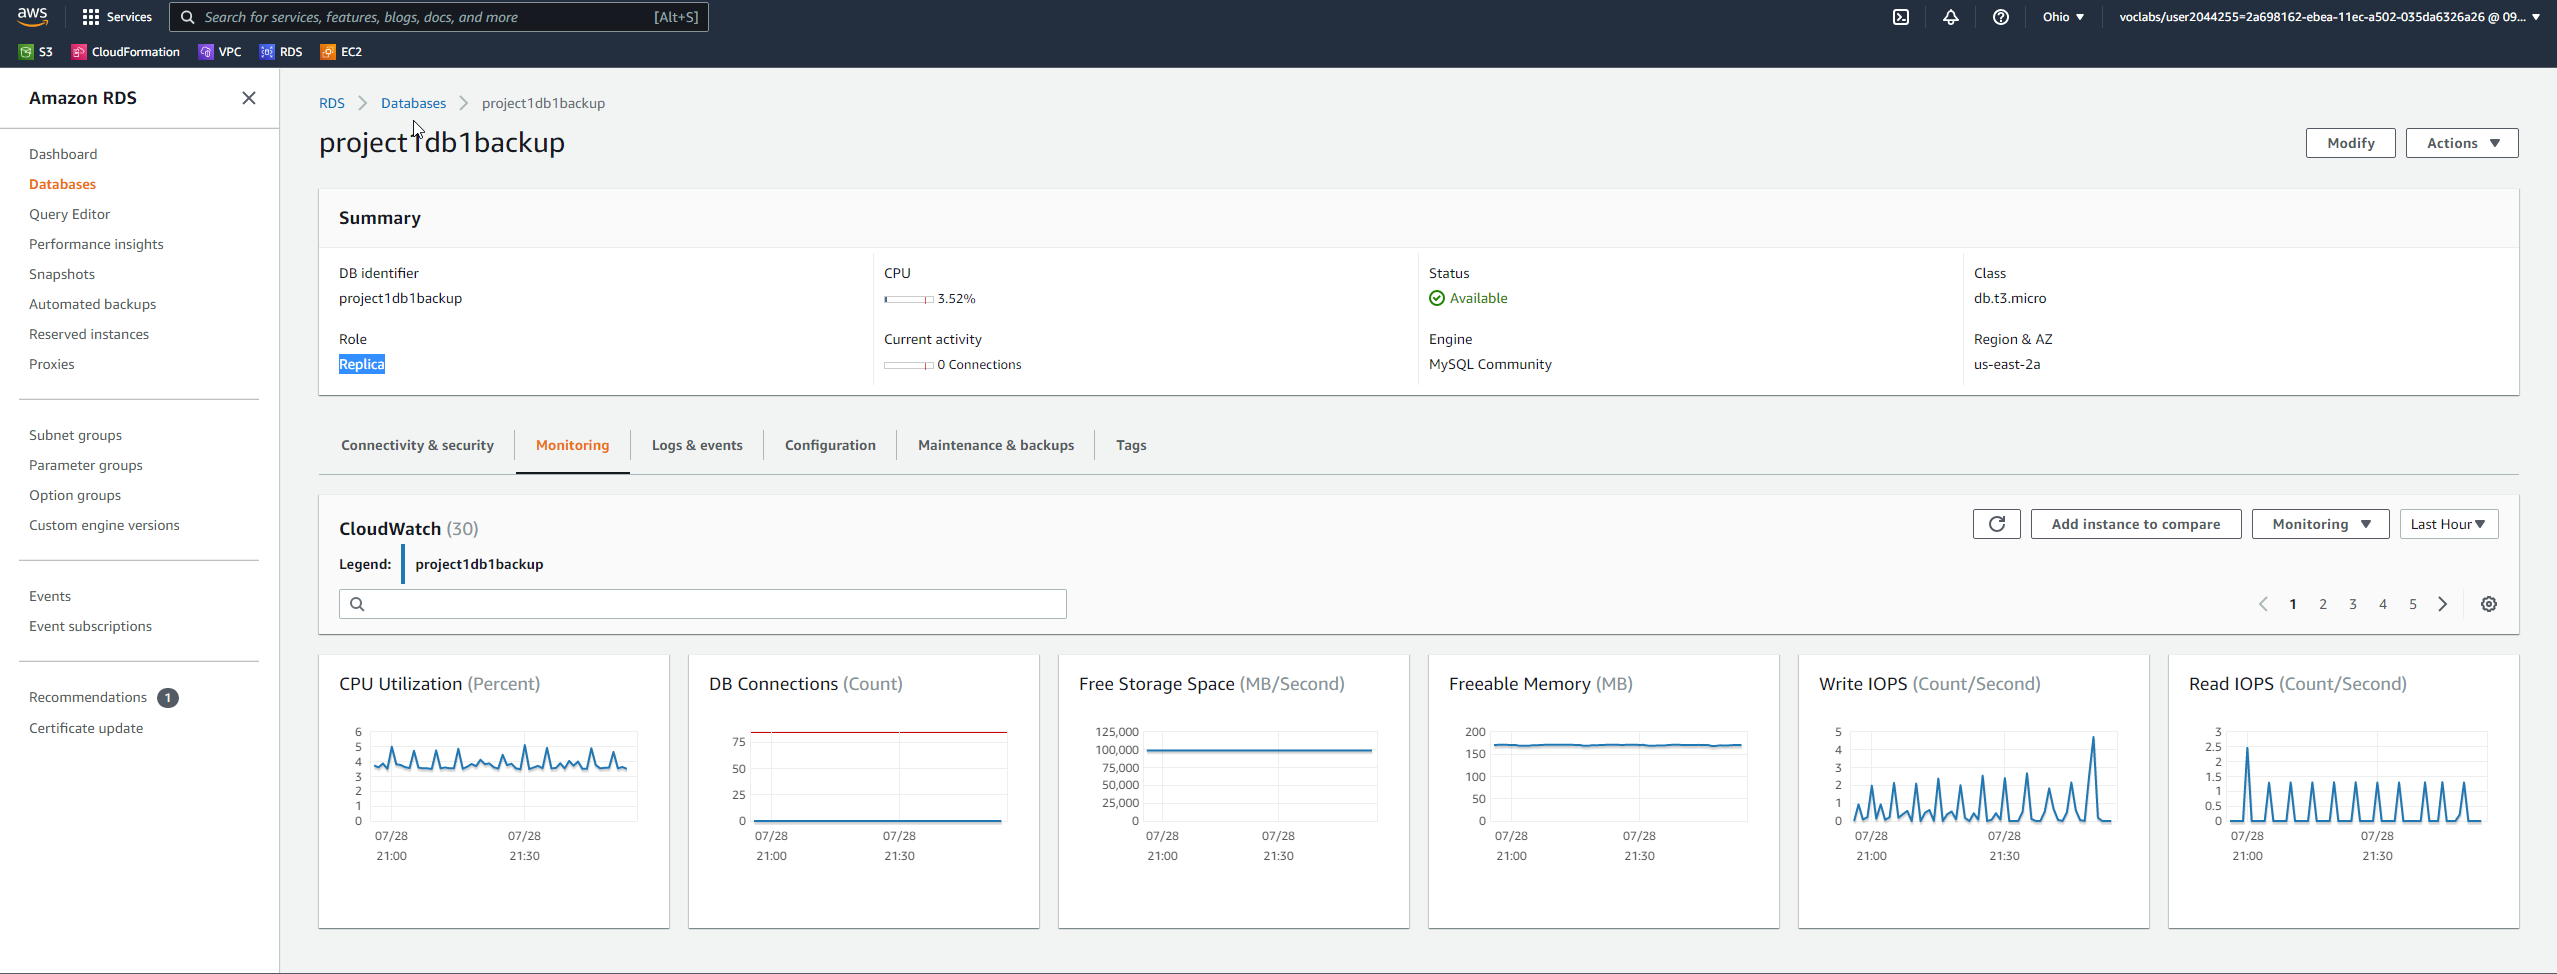 aws
Services
Search for services, features, blogs, docs, and more [Alt+S]
Ohio ▼
voclabs/user2044255=2a698162-ebea-11ec-a502-035da6326a26 @ 09... ▼
S3 CloudFormation VPC RDS EC2
Amazon RDS
Dashboard
Databases
Query Editor
Performance insights
Snapshots
Automated backups
Reserved instances
Proxies
Subnet groups
Parameter groups
Option groups
Custom engine versions
Events
Event subscriptions
Recommendations 1
Certificate update
RDS > Databases > project1db1backup
project1db1backup
Modify
Actions ▼
Summary
DB identifier
project1db1backup
CPU
3.52%
Status
Available
Class
db.t3.micro
Role
Replica
Current activity
0 Connections
Engine
MySQL Community
Region & AZ
us-east-2a
Connectivity & security
Monitoring
Logs & events
Configuration
Maintenance & backups
Tags
CloudWatch (30)
Add instance to compare
Monitoring ▼
Last Hour ▼
Legend: project1db1backup
1 2 3 4 5
CPU Utilization (Percent)
6
5
4
3
2
1
0
07/28 07/28
21:00 21:30
DB Connections (Count)
75
50
25
0
07/28 07/28
21:00 21:30
Free Storage Space (MB/Second)
125,000
100,000
75,000
50,000
25,000
0
07/28 07/28
21:00 21:30
Freeable Memory (MB)
200
150
100
50
0
07/28 07/28
21:00 21:30
Write IOPS (Count/Second)
5
4
3
2
1
0
07/28 07/28
21:00 21:30
Read IOPS (Count/Second)
3
2.5
2
1.5
1
0.5
0
07/28 07/28
21:00 21:30